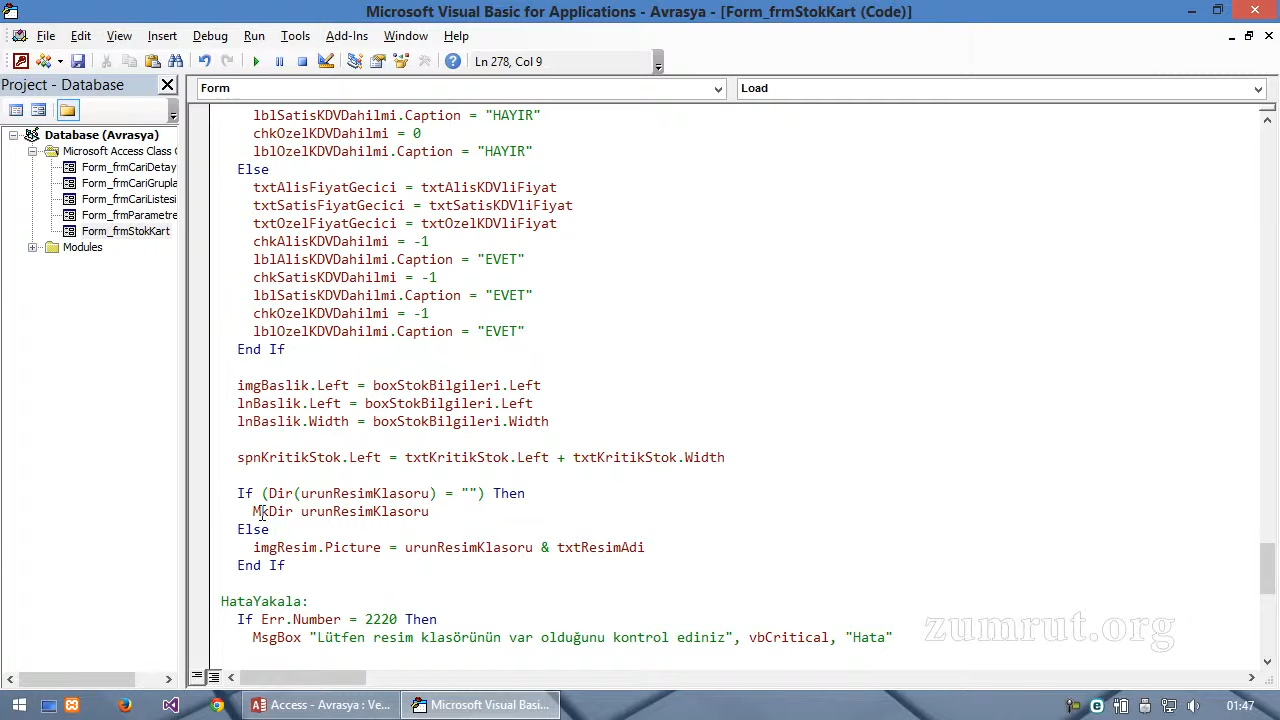 Microsoft Visual Basic for Applications - Avrasya - [Form_frmStokKart (Code)]
File Edit View Insert Format Debug Run Tools Add-Ins Window Help
Ln 278, Col 9
Project - Database
Form
Load
Database (Avrasya)
Microsoft Access Class
Form_frmCariDetay
Form_frmCariGrupla
Form_frmCariListesi
Form_frmParametre
Form_frmStokKart
Modules
lblSatisKDVDahilmi.Caption = "HAYIR"
chkOzelKDVDahilmi = 0
lblOzelKDVDahilmi.Caption = "HAYIR"
Else
txtAlisFiyatGecici = txtAlisKDVliFiyat
txtSatisFiyatGecici = txtSatisKDVliFiyat
txtOzelFiyatGecici = txtOzelKDVliFiyat
chkAlisKDVDahilmi = -1
lblAlisKDVDahilmi.Caption = "EVET"
chkSatisKDVDahilmi = -1
lblSatisKDVDahilmi.Caption = "EVET"
chkOzelKDVDahilmi = -1
lblOzelKDVDahilmi.Caption = "EVET"
End If
imgBaslik.Left = boxStokBilgileri.Left
lnBaslik.Left = boxStokBilgileri.Left
lnBaslik.Width = boxStokBilgileri.Width
spnKritikStok.Left = txtKritikStok.Left + txtKritikStok.Width
If (Dir(urunResimKlasoru) = "") Then
MkDir urunResimKlasoru
Else
imgResim.Picture = urunResimKlasoru & txtResimAdi
End If
HataYakala:
If Err.Number = 2220 Then
MsgBox "Lütfen resim klasörünün var olduğunu kontrol ediniz", vbCritical, "Hata"
zumrut.org
Access - Avrasya : Ve...
Microsoft Visual Basi...
01:47